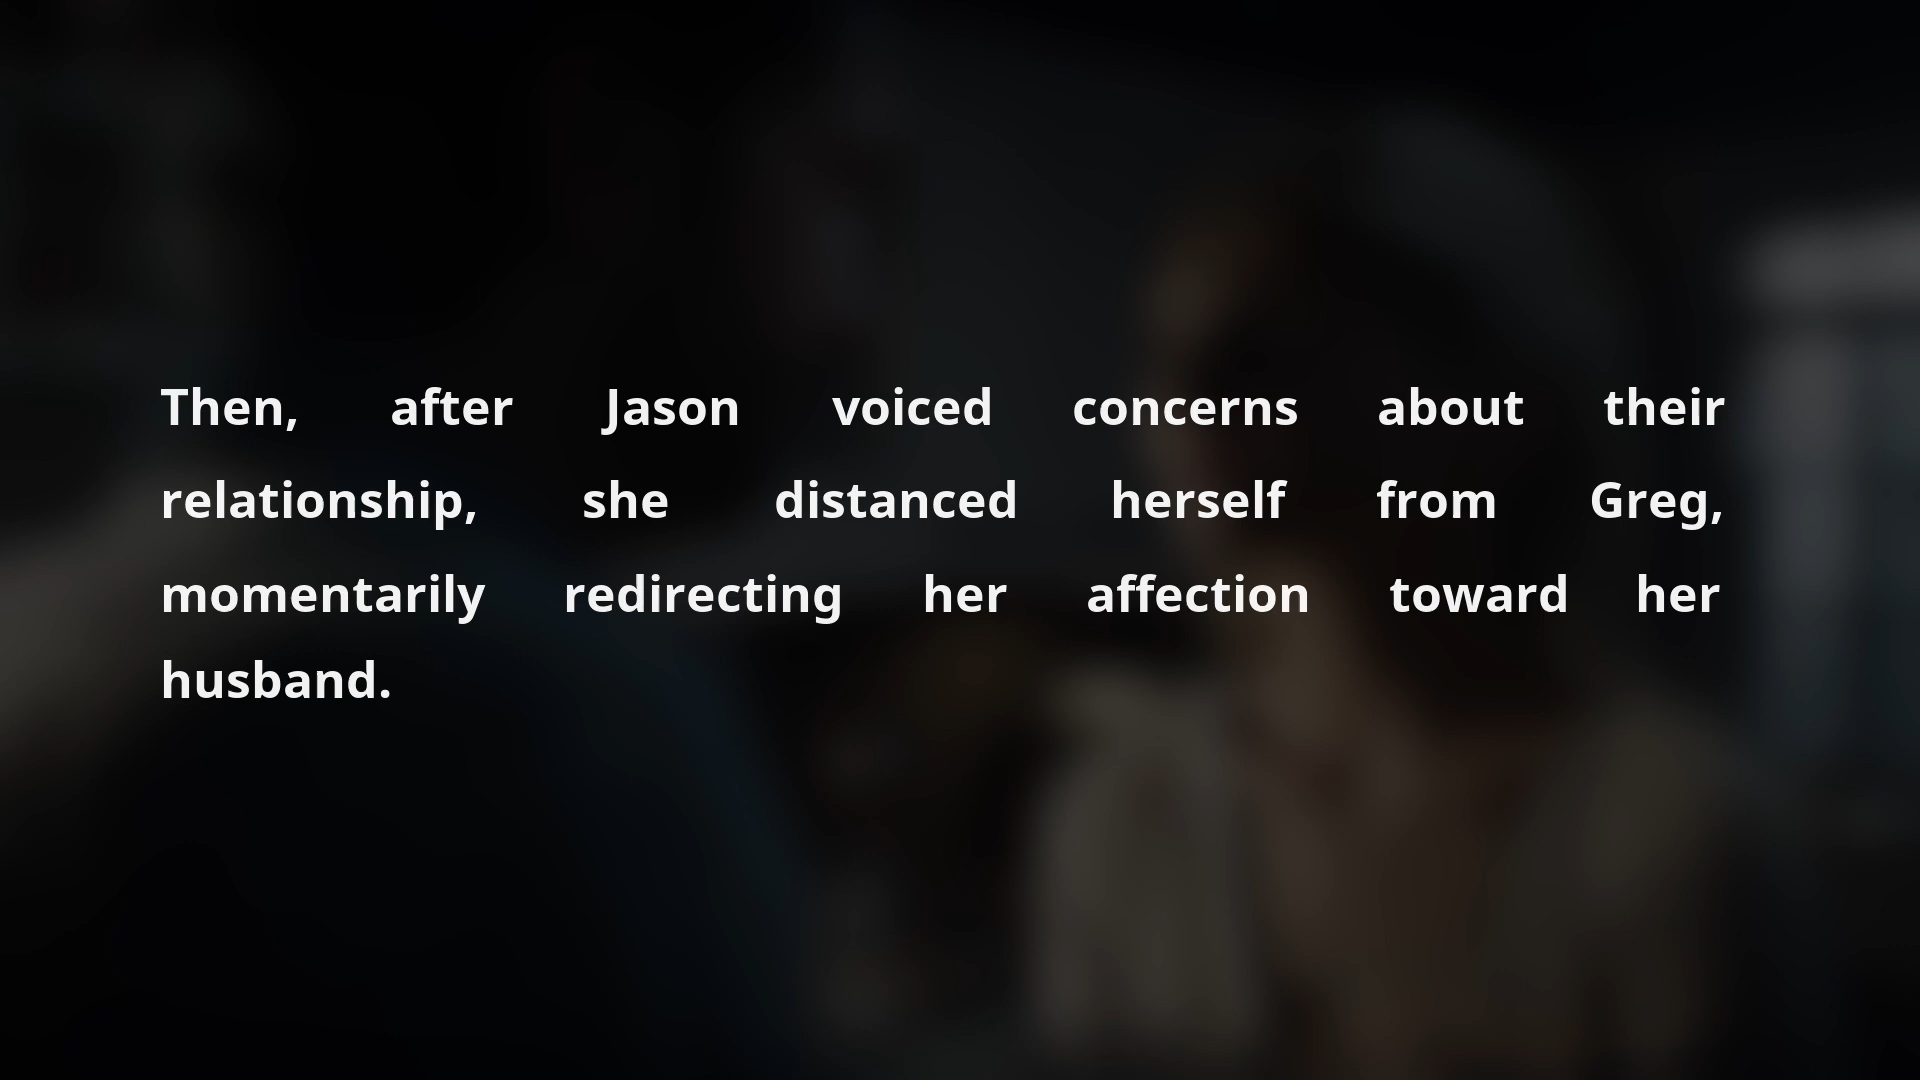 Then, after Jason voiced concerns about their
relationship, she distanced herself from Greg,
momentarily redirecting her affection toward her
husband.